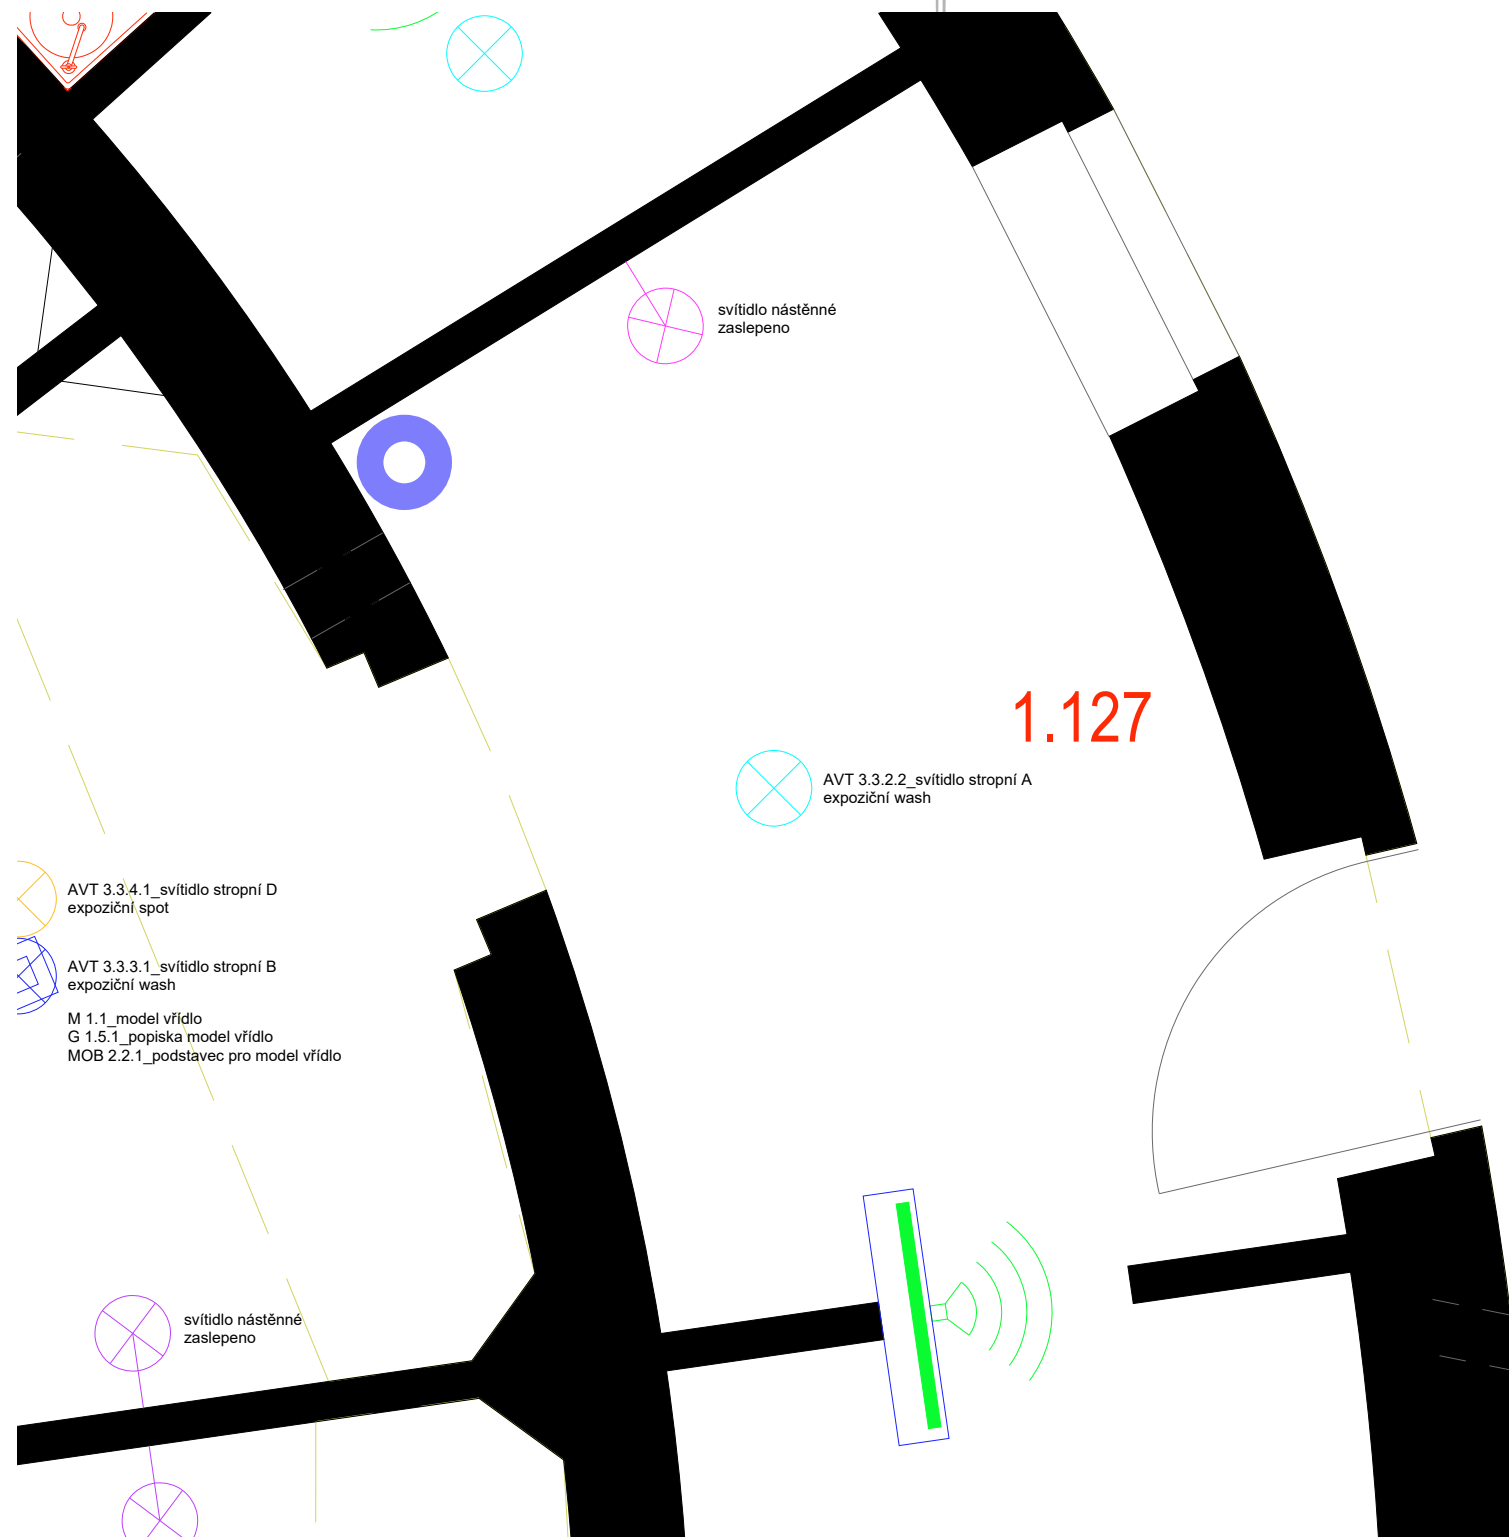 svítidlo nástěnné
zaslepeno
1.127
AVT 3.3.2.2_svítidlo stropní A
expoziční wash
AVT 3.3.4.1_svítidlo stropní D
expoziční spot
AVT 3.3.3.1_svítidlo stropní B
expoziční wash
M 1.1_model vřídlo
G 1.5.1_popiska model vřídlo
MOB 2.2.1_podstavec pro model vřídlo
svítidlo nástěnné
zaslepeno